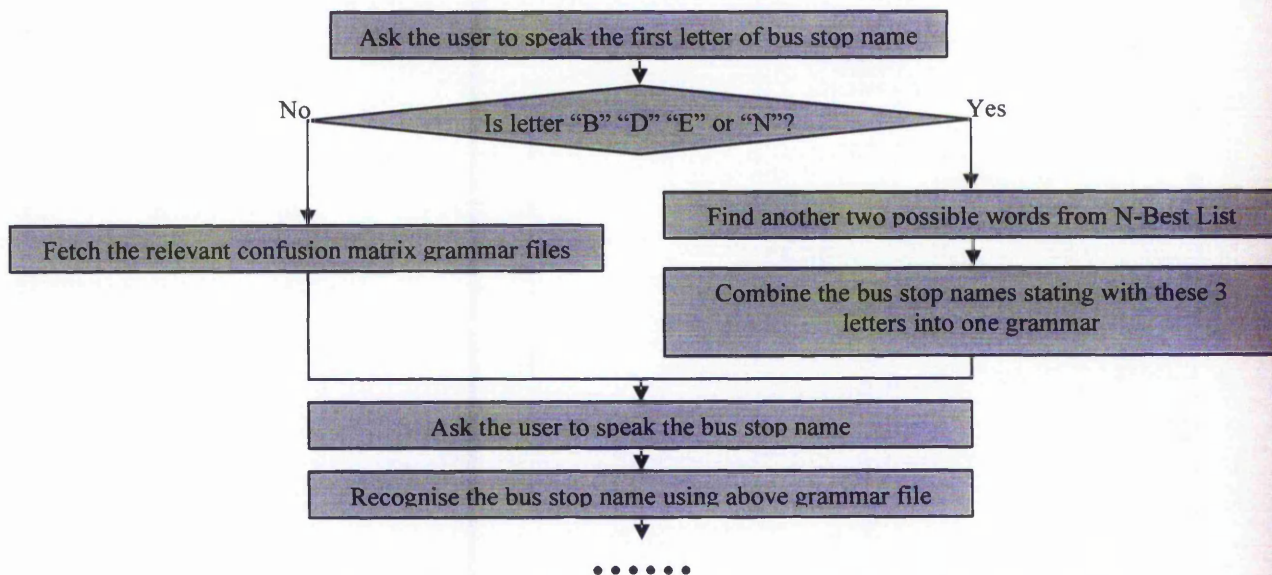 Ask the user to speak the first letter of bus stop name
No
Yes
Is letter “B” “D” “E” or “N”?
Find another two possible words from N-Best List
Fetch the relevant confusion matrix grammar files
Combine the bus stop names stating with these 3
letters into one grammar
Ask the user to speak the bus stop name
Recognise the bus stop name using above grammar file
......